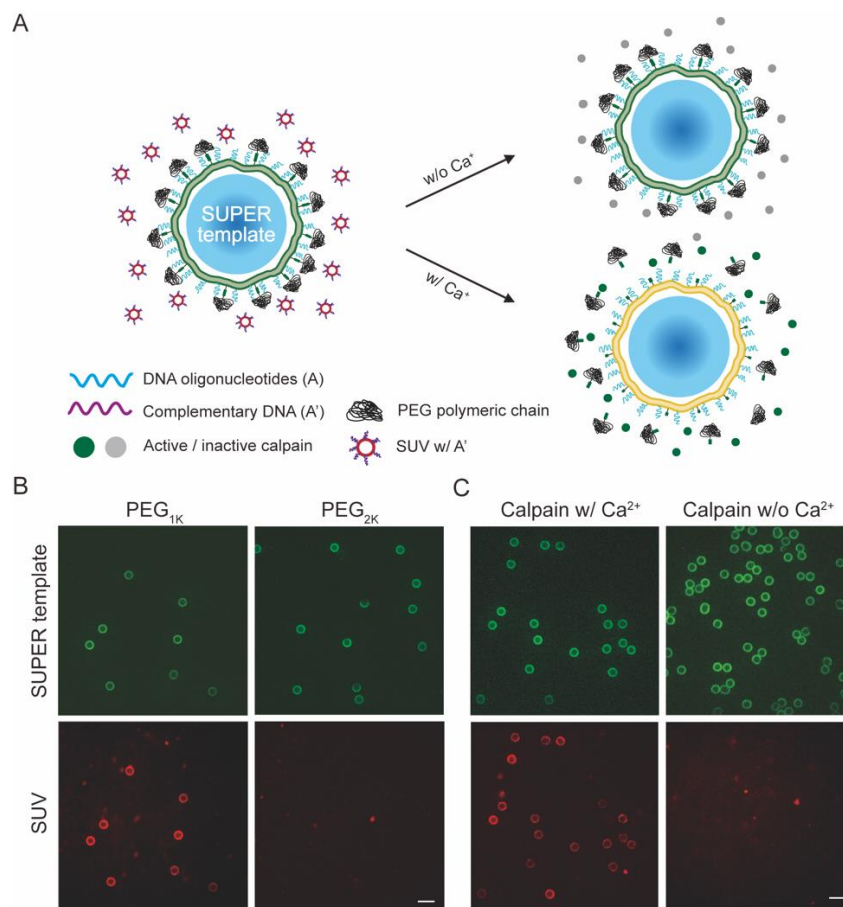 A
SUPER
template
w/o Ca⁺
w/ Ca⁺
DNA oligonucleotides (A)
Complementary DNA (A')
PEG polymeric chain
Active / inactive calpain
SUV w/ A'
B
C
PEG₁K
PEG₂K
Calpain w/ Ca²⁺
Calpain w/o Ca²⁺
SUPER template
SUV